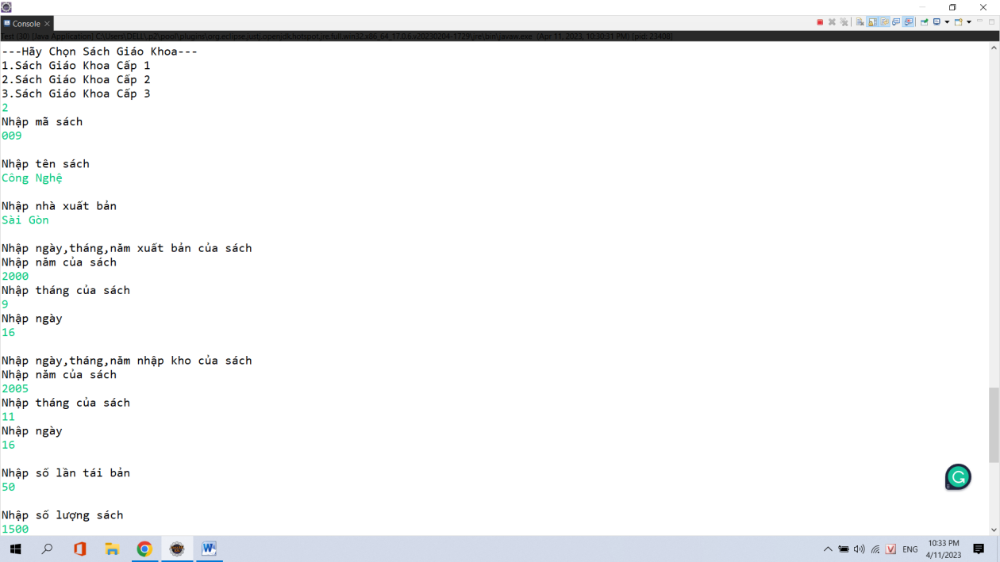 Console
Test (30) [Java Application] C:\Users\DELL\.p2\pool\plugins\org.eclipse.justj.openjdk.hotspot.jre.full.win32.x86_64_17.0.6.v20230204-1729\jre\bin\javaw.exe (Apr 11, 2023, 10:30:31 PM) [pid: 23408]
---Hãy Chọn Sách Giáo Khoa---
1.Sách Giáo Khoa Cấp 1
2.Sách Giáo Khoa Cấp 2
3.Sách Giáo Khoa Cấp 3
2
Nhập mã sách
009
Nhập tên sách
Công Nghệ
Nhập nhà xuất bản
Sài Gòn
Nhập ngày,tháng,năm xuất bản của sách
Nhập năm của sách
2000
Nhập tháng của sách
9
Nhập ngày
16
Nhập ngày,tháng,năm nhập kho của sách
Nhập năm của sách
2005
Nhập tháng của sách
11
Nhập ngày
16
Nhập số lần tái bản
50
Nhập số lượng sách
1500
ENG
10:33 PM
4/11/2023